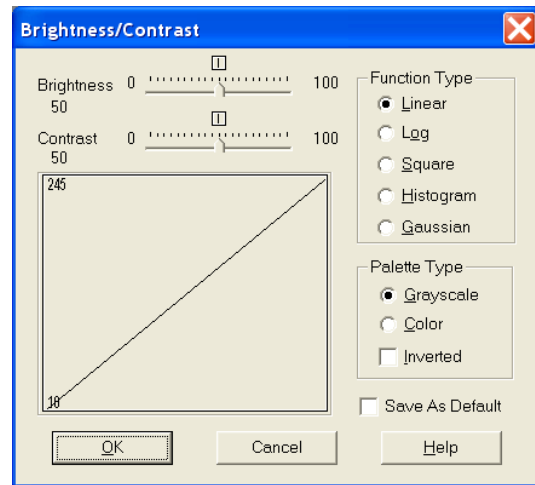 Brightness/Contrast
Brightness 0 100
50
Contrast 0 100
50
245
10
Function Type
Linear
Log
Square
Histogram
Gaussian
Palette Type
Grayscale
Color
Inverted
Save As Default
OK Cancel Help